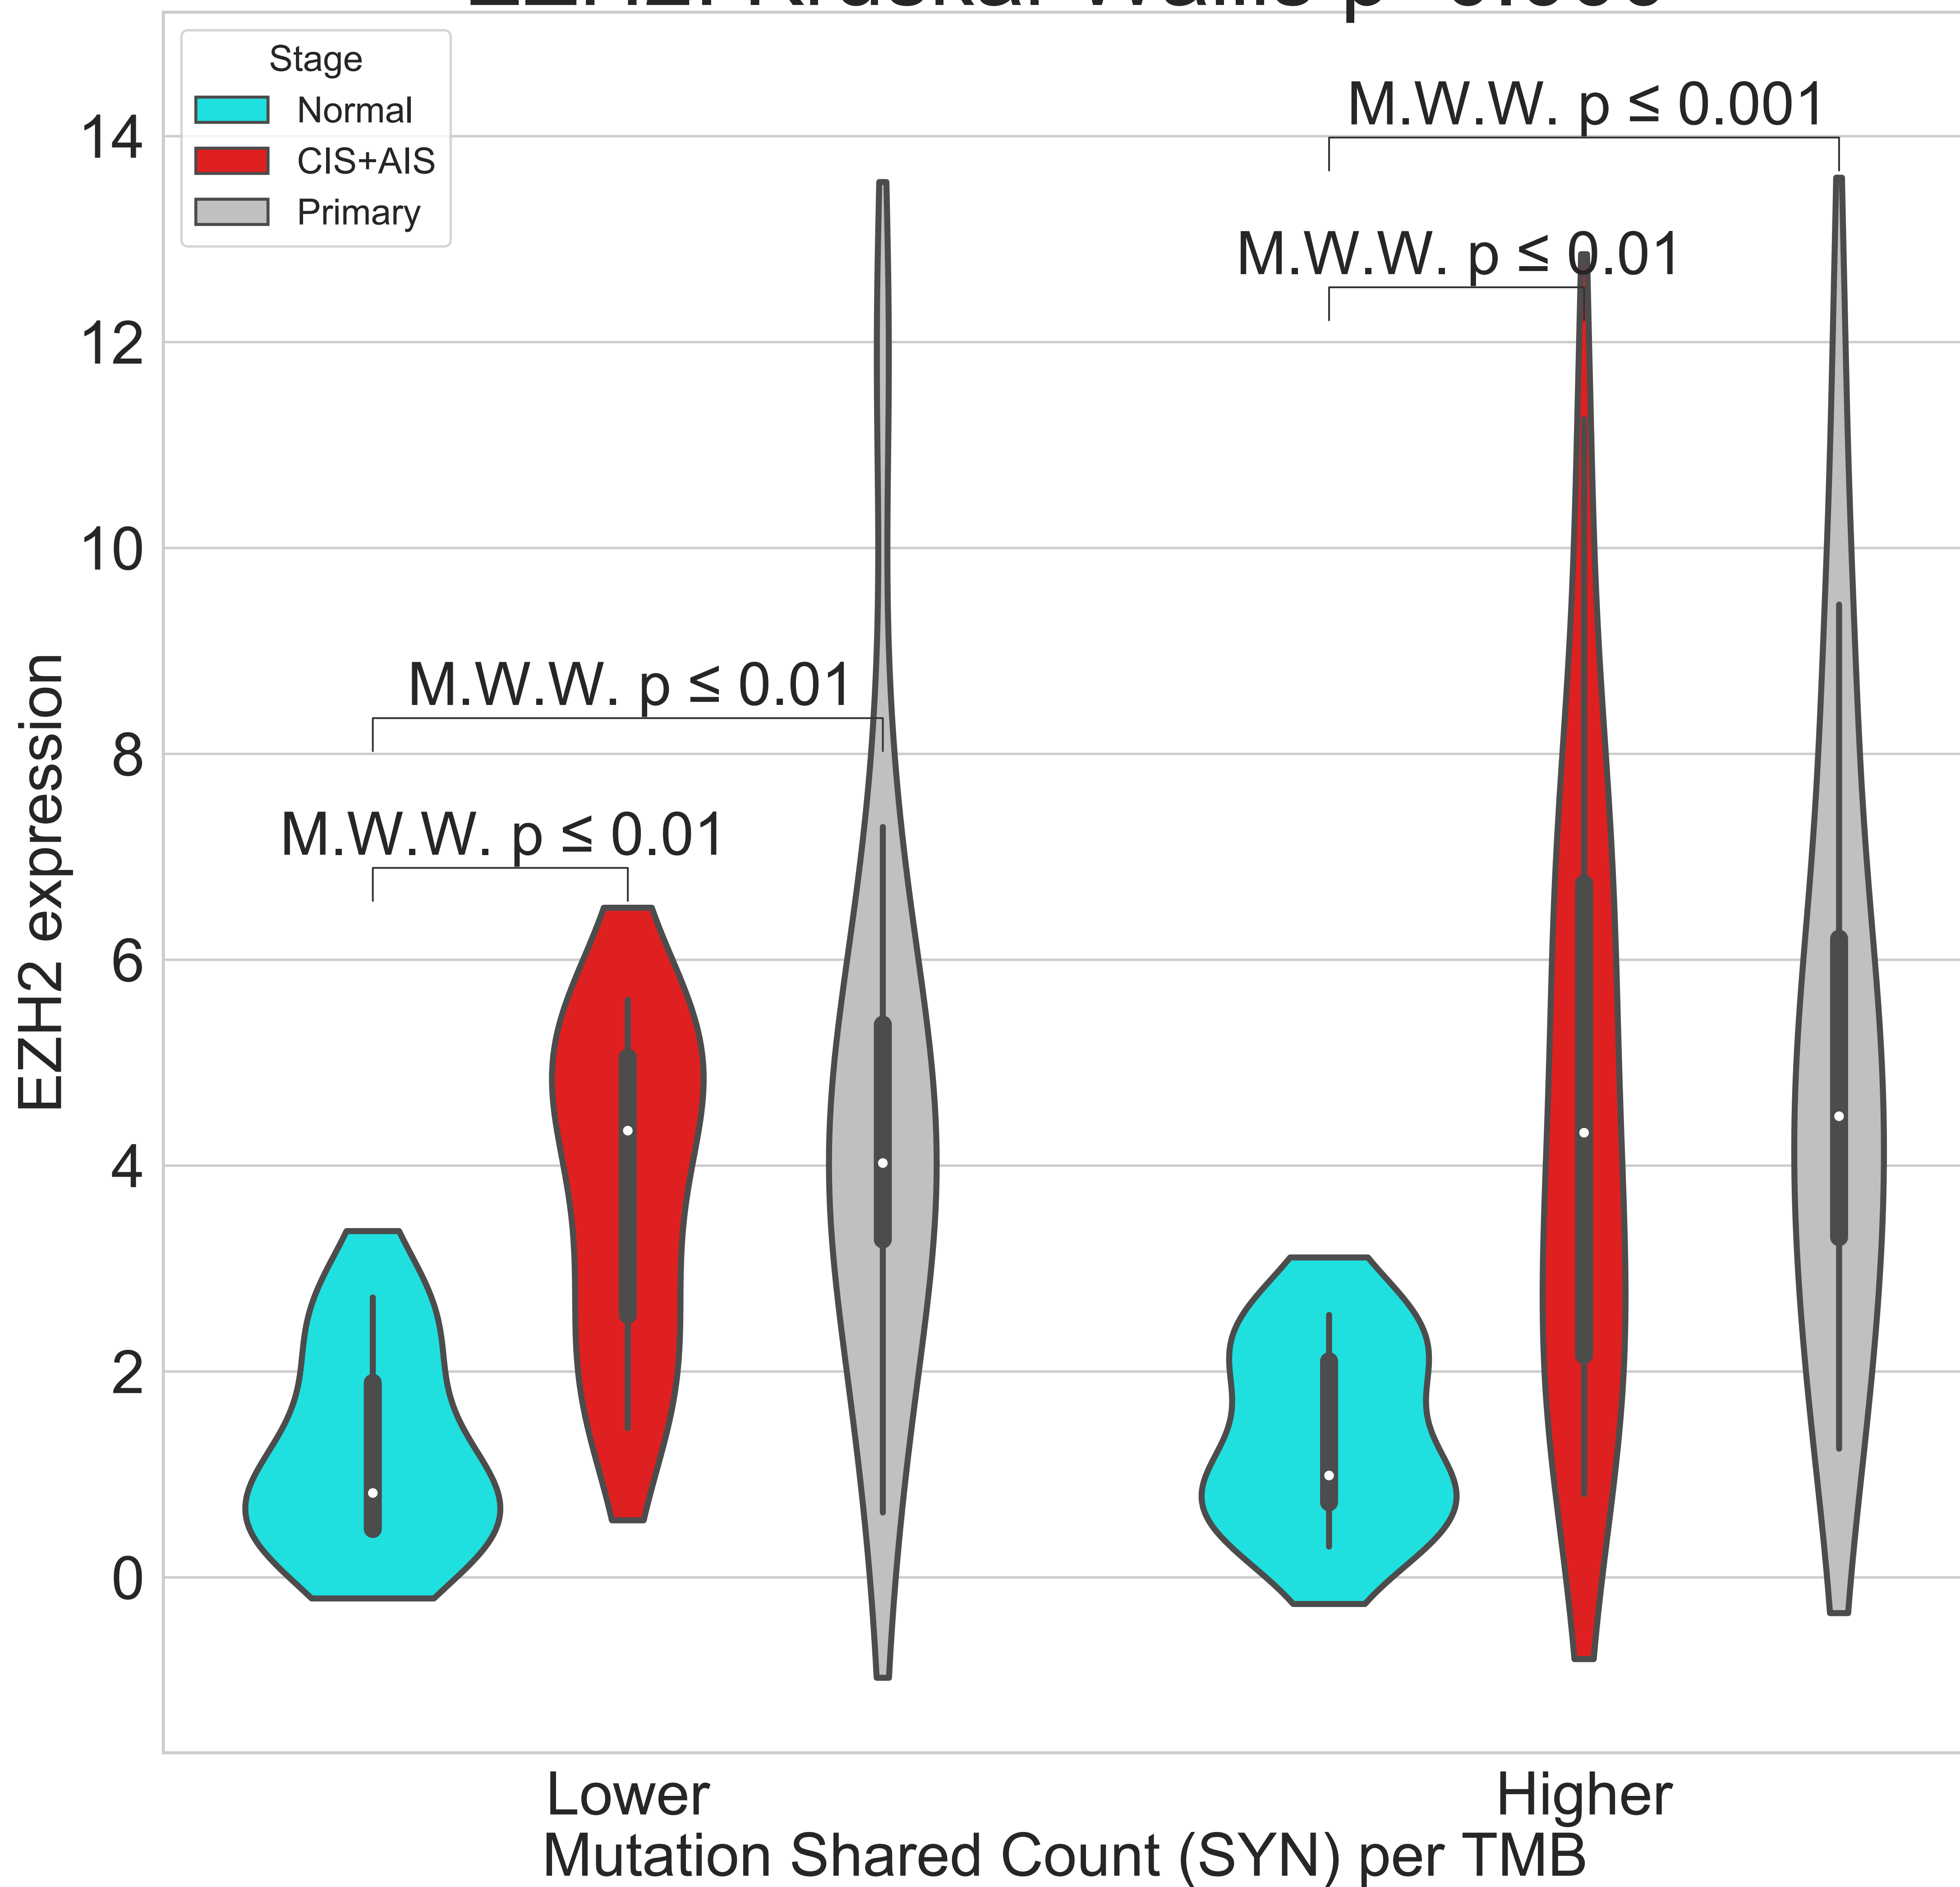 Stage
Normal
CIS+AIS
Primary
M.W.W. p ≤ 0.001
M.W.W. p ≤ 0.01
M.W.W. p ≤ 0.01
M.W.W. p ≤ 0.01
14
12
10
8
6
4
2
0
EZH2 expression
Lower
Higher
Mutation Shared Count (SYN) per TMB